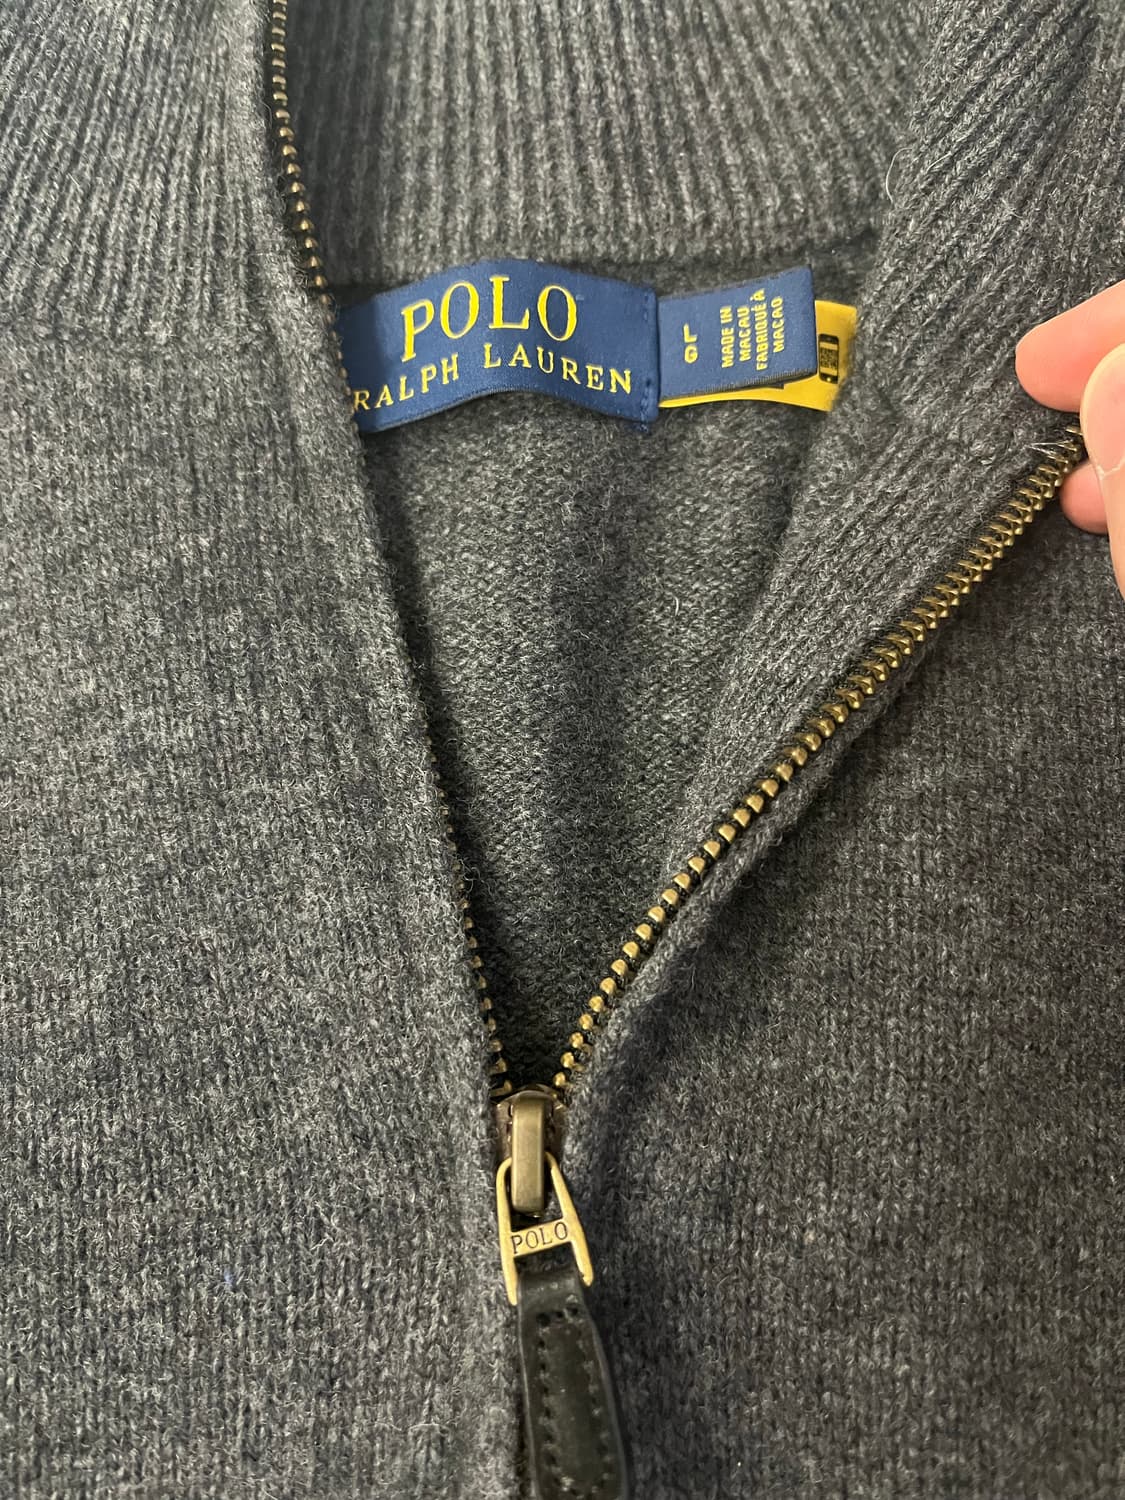 POLO
RALPH LAUREN
L
G
MADE IN
MACAU
FABRIQUÉ À
MACAO
POLO